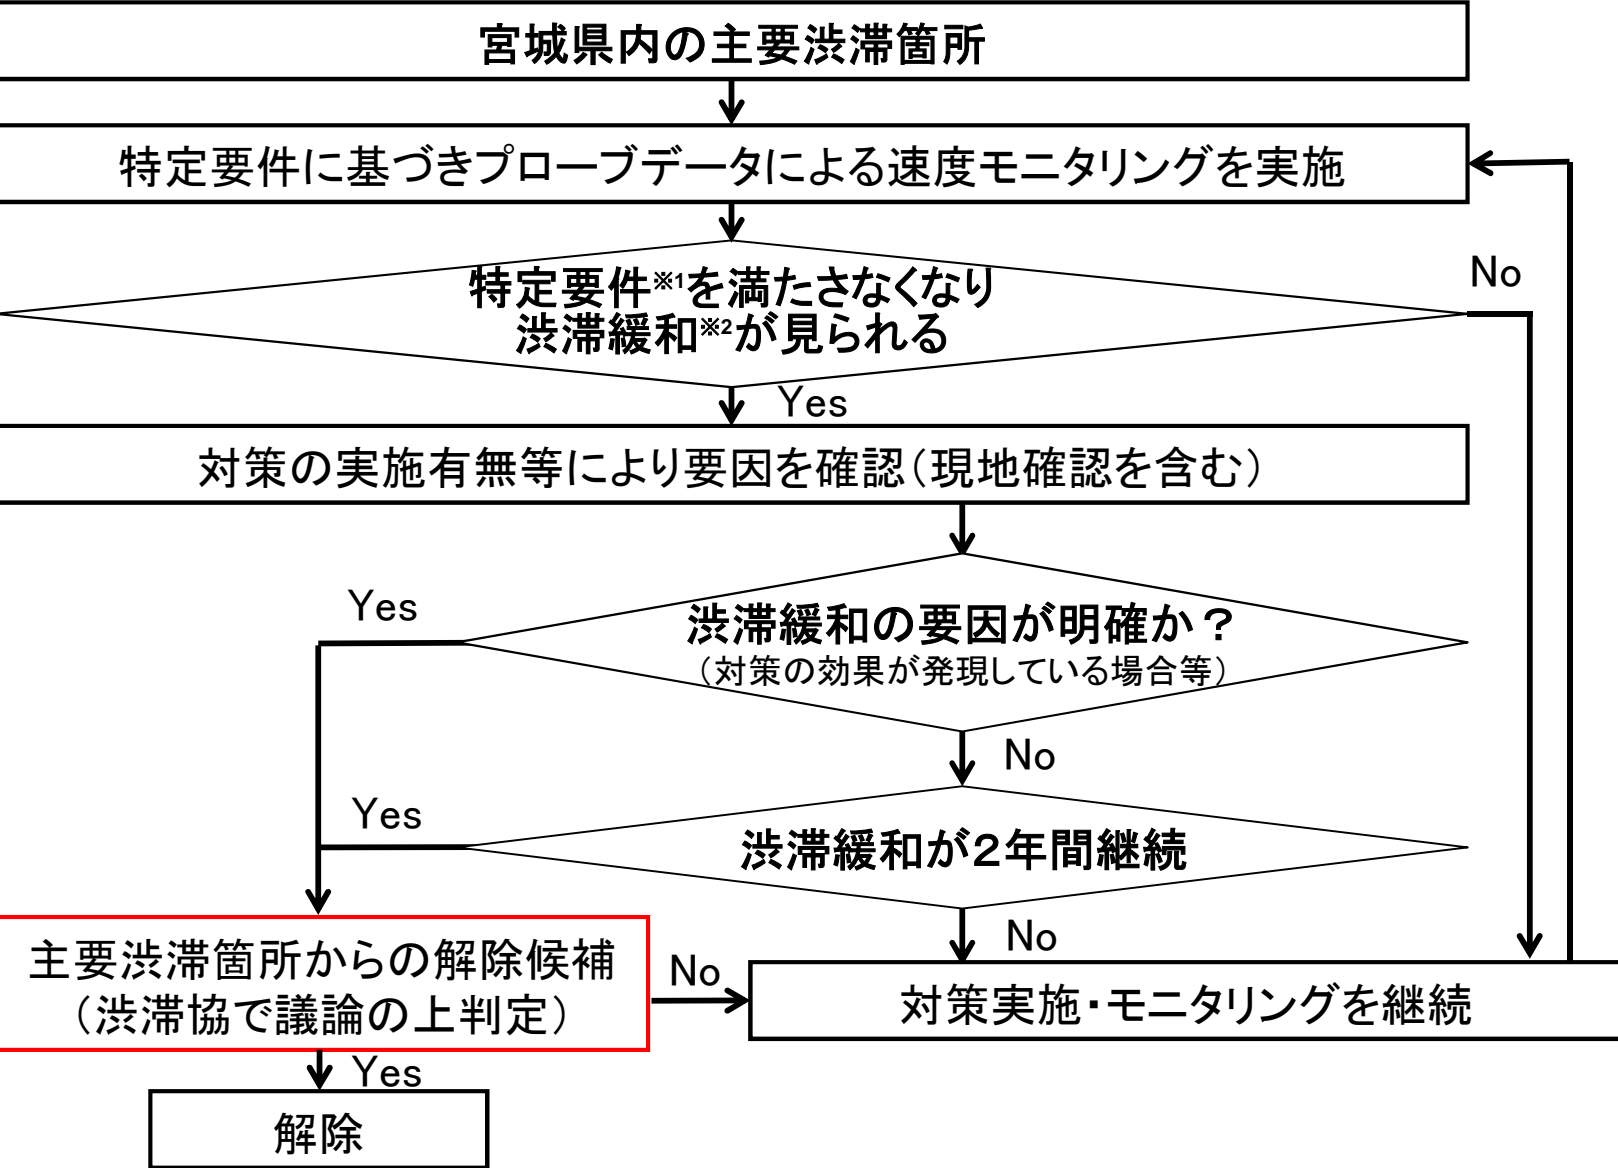 宮城県内の主要渋滞箇所
特定要件に基づきプローブデータによる速度モニタリングを実施
特定要件※1を満たさなくなり
渋滞緩和※2が見られる
No
Yes
対策の実施有無等により要因を確認（現地確認を含む）
Yes
渋滞緩和の要因が明確か？
（対策の効果が発現している場合等）
No
Yes
渋滞緩和が２年間継続
No
主要渋滞箇所からの解除候補
（渋滞協で議論の上判定）
No
対策実施・モニタリングを継続
Yes
解除